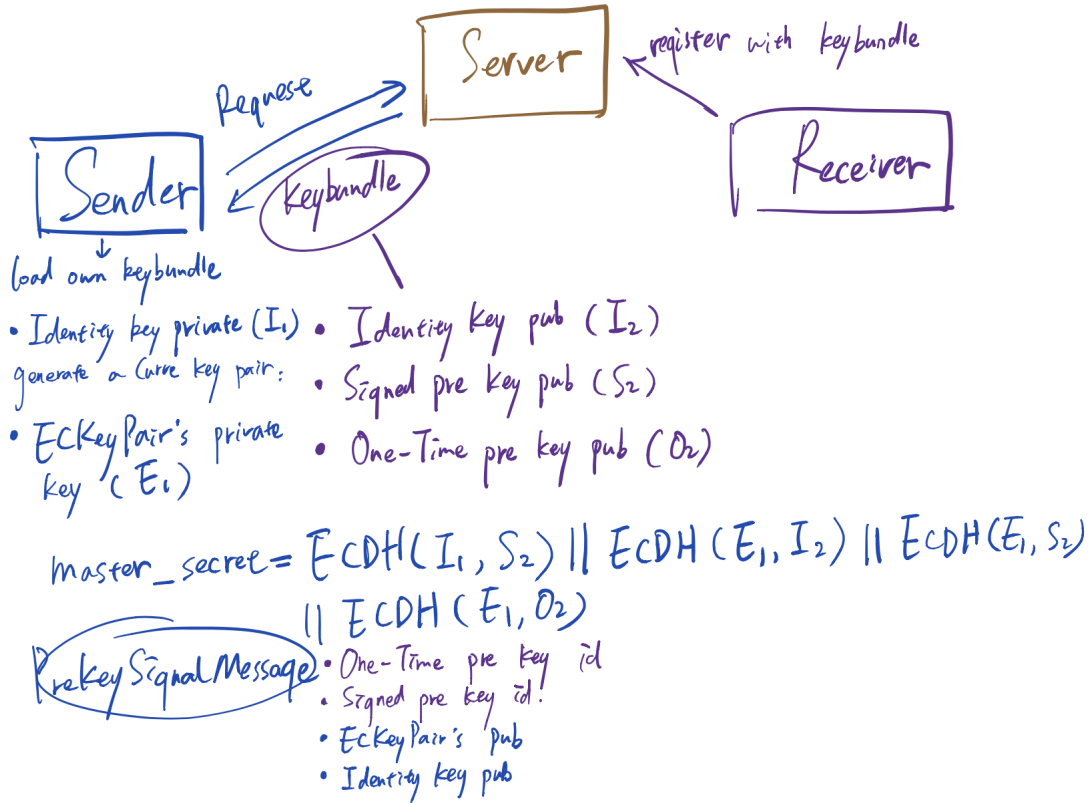 Server
register with keybundle
Request
Receiver
Sender
keybundle
load own keybundle
• Identity key private (I₁)
generate a Curve key pair:
• ECKeyPair's private
key (E₁)
• Identity key pub (I₂)
• Signed pre key pub (S₂)
• One-Time pre key pub (O₂)
master_secret = ECDH(I₁, S₂) || ECDH(E₁, I₂) || ECDH(E₁, S₂)
|| ECDH(E₁, O₂)
PreKeySignalMessage
• One-Time pre key id
• Signed pre key id.
• ECKeyPair's pub
• Identity key pub